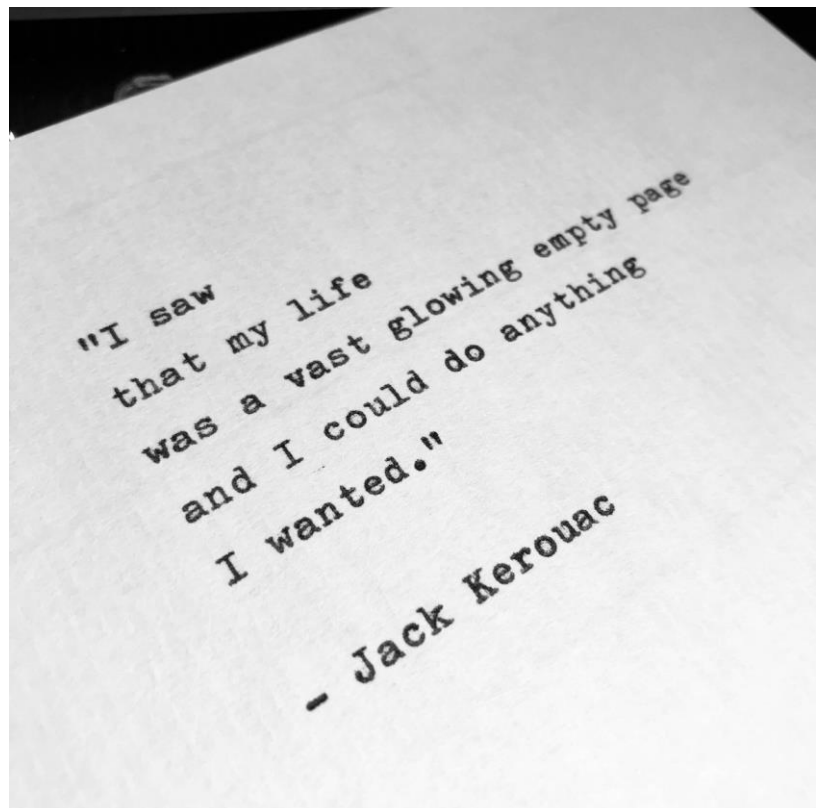 "I saw
that my life
was a vast glowing empty page
and I could do anything
I wanted."
- Jack Kerouac